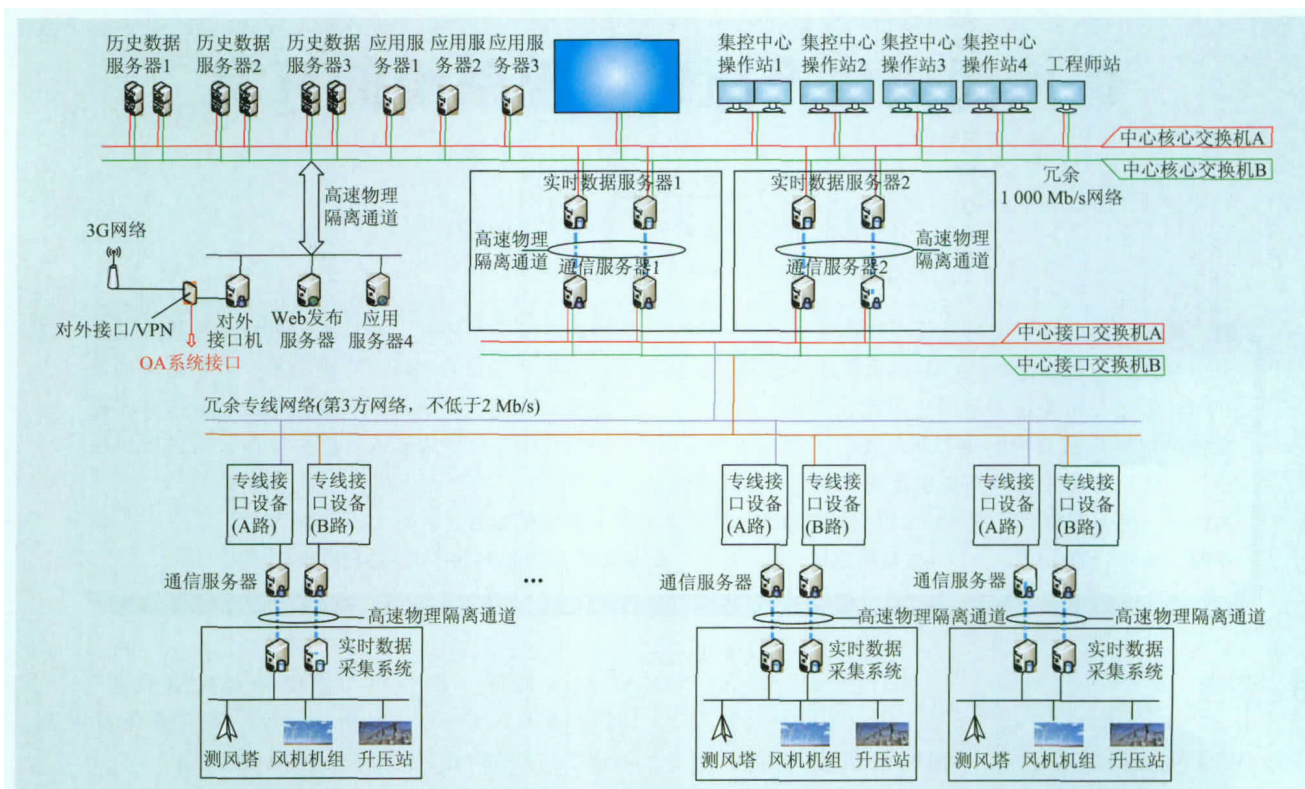 历史数据
服务器1
历史数据
服务器2
历史数据
服务器3
应用服
务器1
应用服
务器2
应用服
务器3
集控中心
操作站1
集控中心
操作站2
集控中心
操作站3
集控中心
操作站4
工程师站
中心核心交换机A
中心核心交换机B
冗余
1 000 Mb/s网络
高速物理
隔离通道
实时数据服务器1
高速物理
隔离通道
通信服务器1
实时数据服务器2
高速物理
隔离通道
通信服务器2
3G网络
对外接口/VPN
对外
接口机
Web发布
服务器
应用
服务器4
OA系统接口
中心接口交换机A
中心接口交换机B
冗余专线网络(第3方网络，不低于2 Mb/s)
专线接
口设备
(A路)
专线接
口设备
(B路)
专线接
口设备
(A路)
专线接
口设备
(B路)
专线接
口设备
(A路)
专线接
口设备
(B路)
通信服务器
...
通信服务器
通信服务器
高速物理隔离通道
高速物理隔离通道
高速物理隔离通道
实时数据
采集系统
实时数据
采集系统
实时数据
采集系统
测风塔
风机机组
升压站
测风塔
风机机组
升压站
测风塔
风机机组
升压站